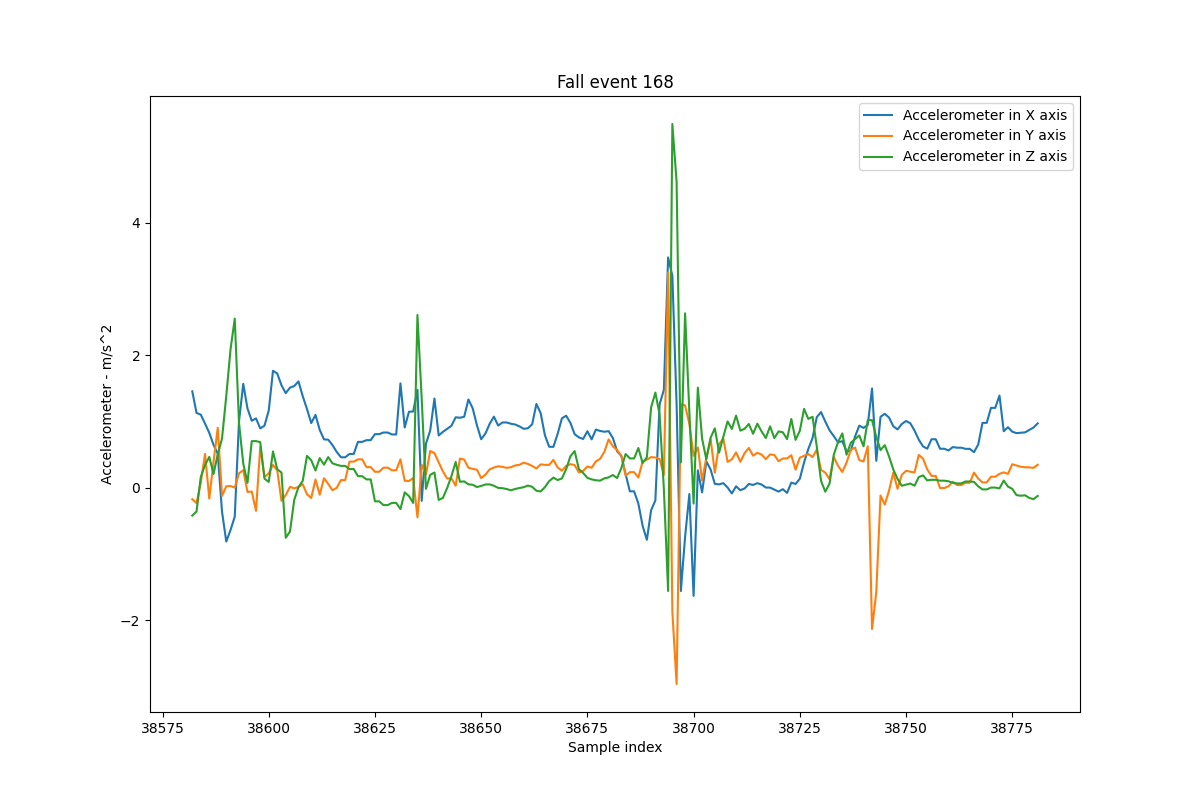 Fall event 168
Accelerometer in X axis
Accelerometer in Y axis
Accelerometer in Z axis
Accelerometer - m/s^2
4
2
0
−2
38575 38600 38625 38650 38675 38700 38725 38750 38775
Sample index